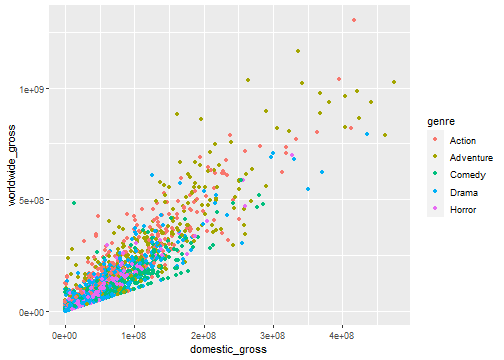 worldwide_gross
1e+09
5e+08
0e+00
0e+00 1e+08 2e+08 3e+08 4e+08
domestic_gross
genre
Action
Adventure
Comedy
Drama
Horror